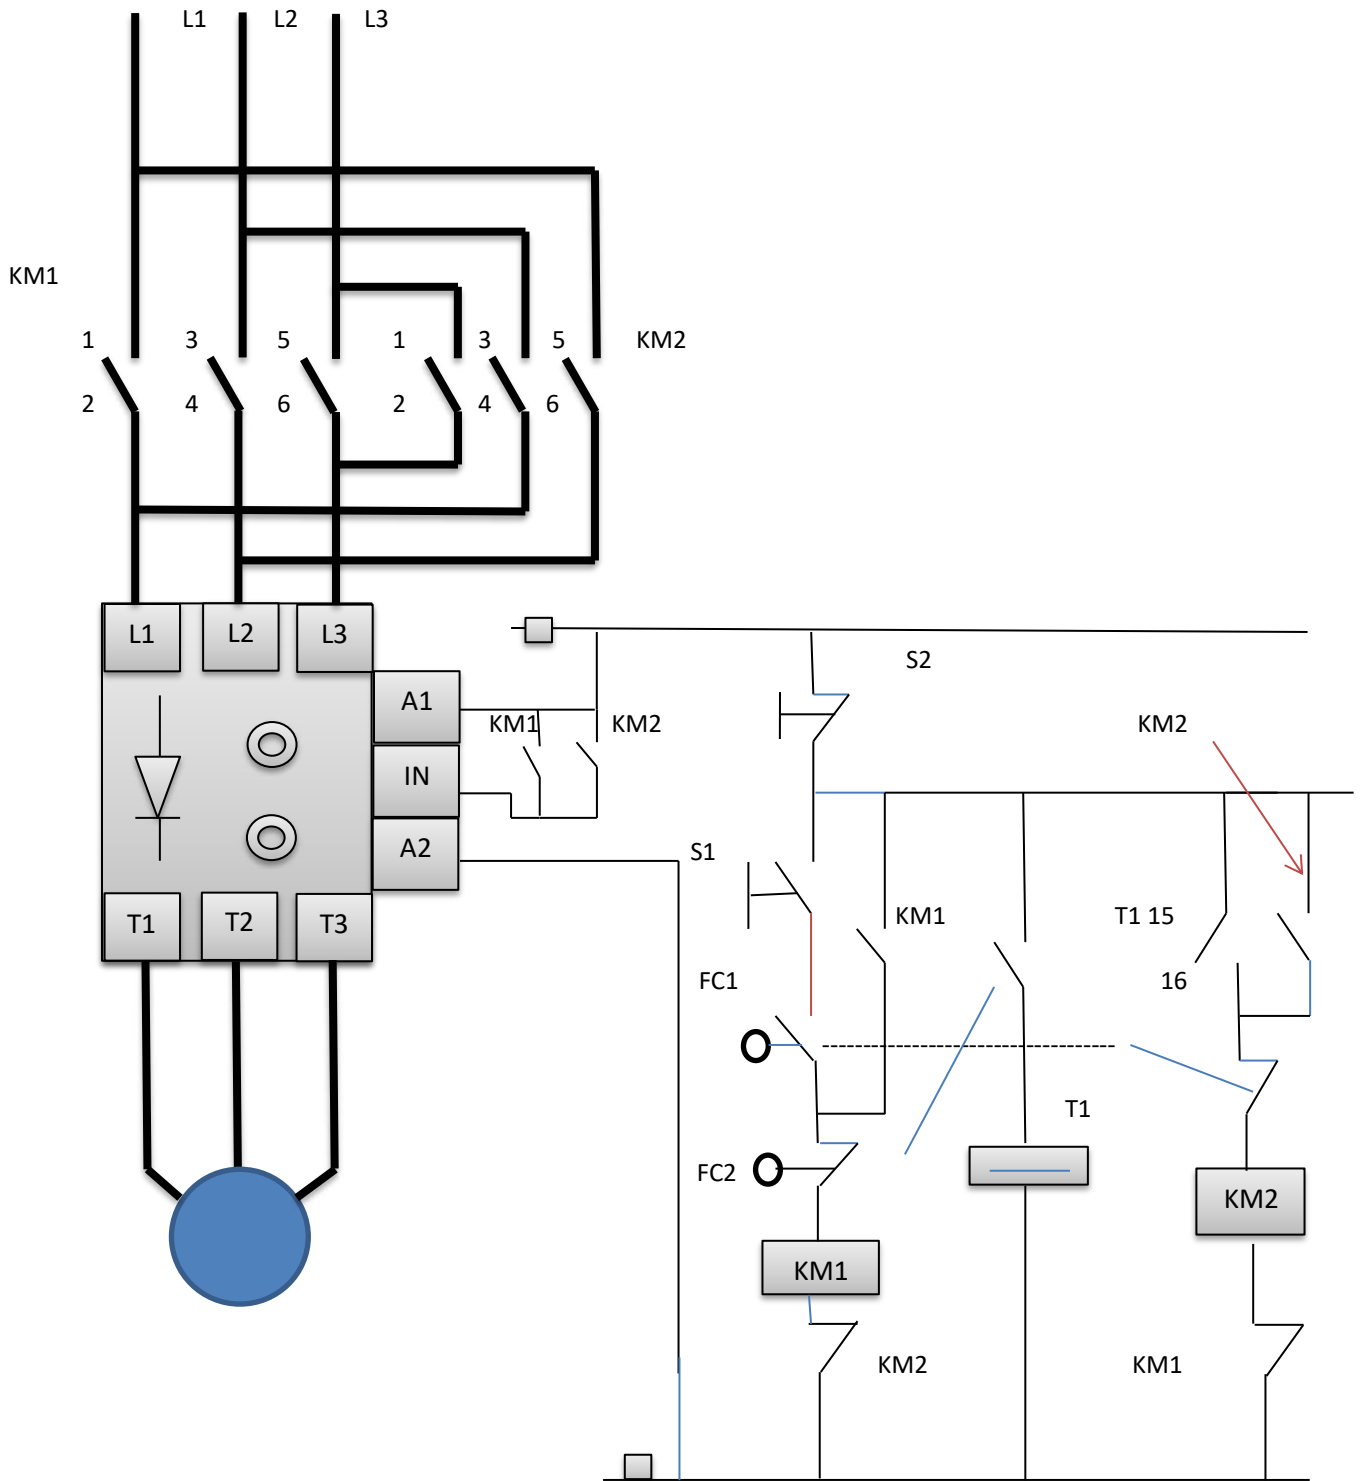 L1 L2 L3
KM1
1 3 5 1 3 5 KM2
2 4 6 2 4 6
L1 L2 L3
S2
A1
KM1 KM2 KM2
IN
A2
S1
T1 T2 T3 KM1 T1 15
FC1 16
T1
FC2
KM2
KM1
KM2 KM1